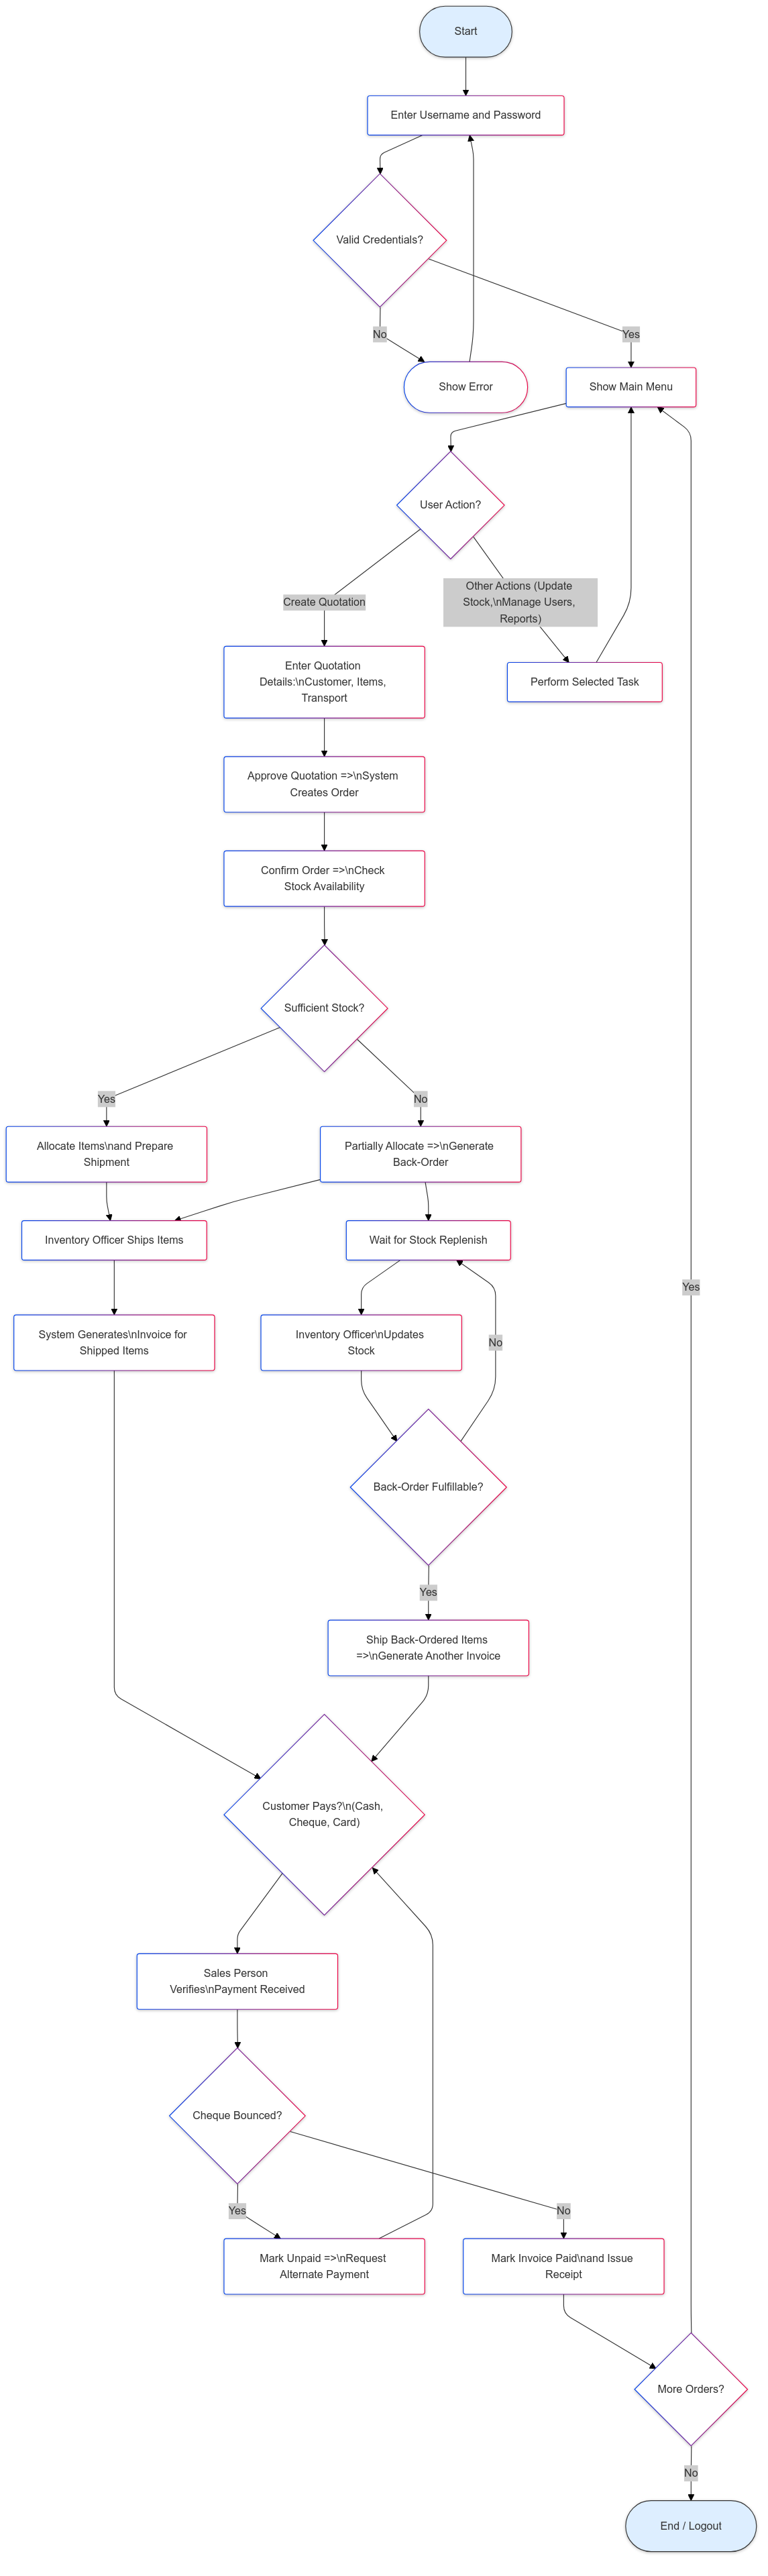 Start
Enter Username and Password
Valid Credentials?
No
Yes
Show Error
Show Main Menu
User Action?
Create Quotation
Other Actions (Update
Stock,\nManage Users,
Reports)
Enter Quotation
Details:\nCustomer, Items,
Transport
Perform Selected Task
Approve Quotation =>\nSystem
Creates Order
Confirm Order =>\nCheck
Stock Availability
Sufficient Stock?
Yes
No
Allocate Items\nand Prepare
Shipment
Partially Allocate =>\nGenerate
Back-Order
Inventory Officer Ships Items
Wait for Stock Replenish
Yes
System Generates\nInvoice for
Shipped Items
Inventory Officer\nUpdates
Stock
No
Back-Order Fulfillable?
Yes
Ship Back-Ordered Items
=>\nGenerate Another Invoice
Customer Pays?\n(Cash,
Cheque, Card)
Sales Person
Verifies\nPayment Received
Cheque Bounced?
Yes
No
Mark Unpaid =>\nRequest
Alternate Payment
Mark Invoice Paid\nand Issue
Receipt
More Orders?
No
End / Logout